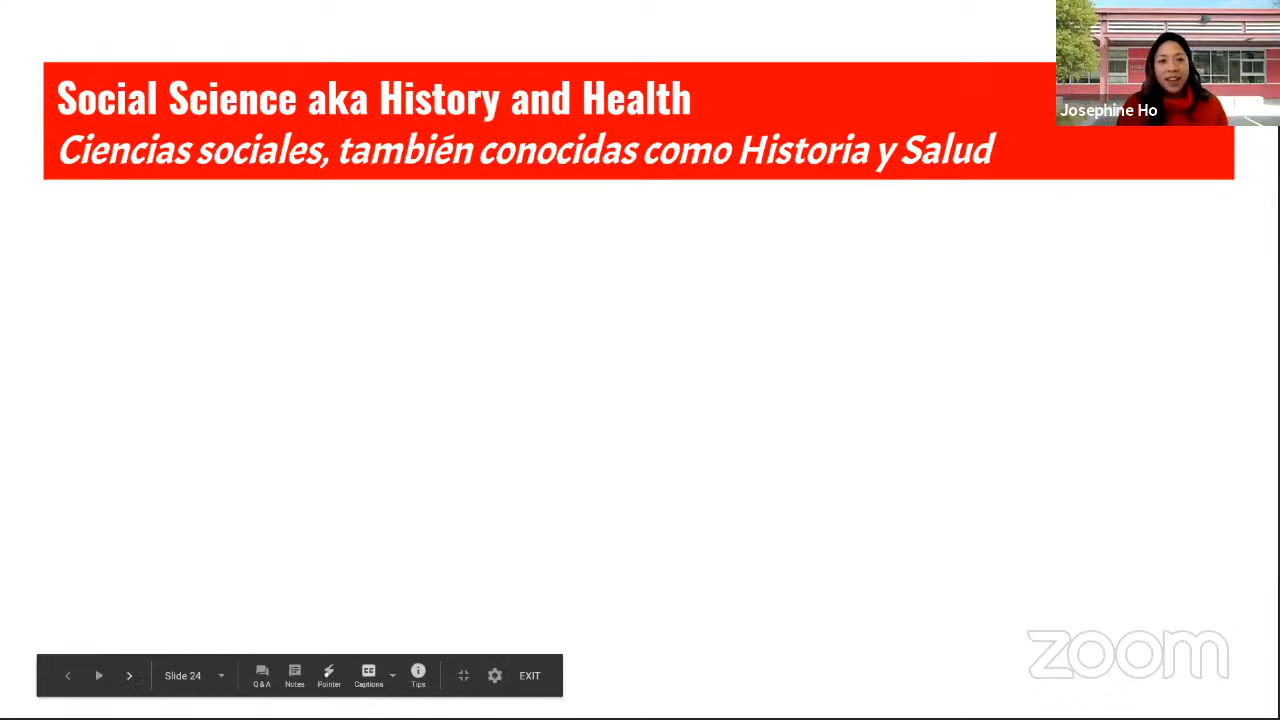 Social Science aka History and Health
Ciencias sociales, también conocidas como Historia y Salud
Josephine Ho
zoom
Slide 24
Q & A
Notes
Pointer
CC
Captions
Tips
EXIT